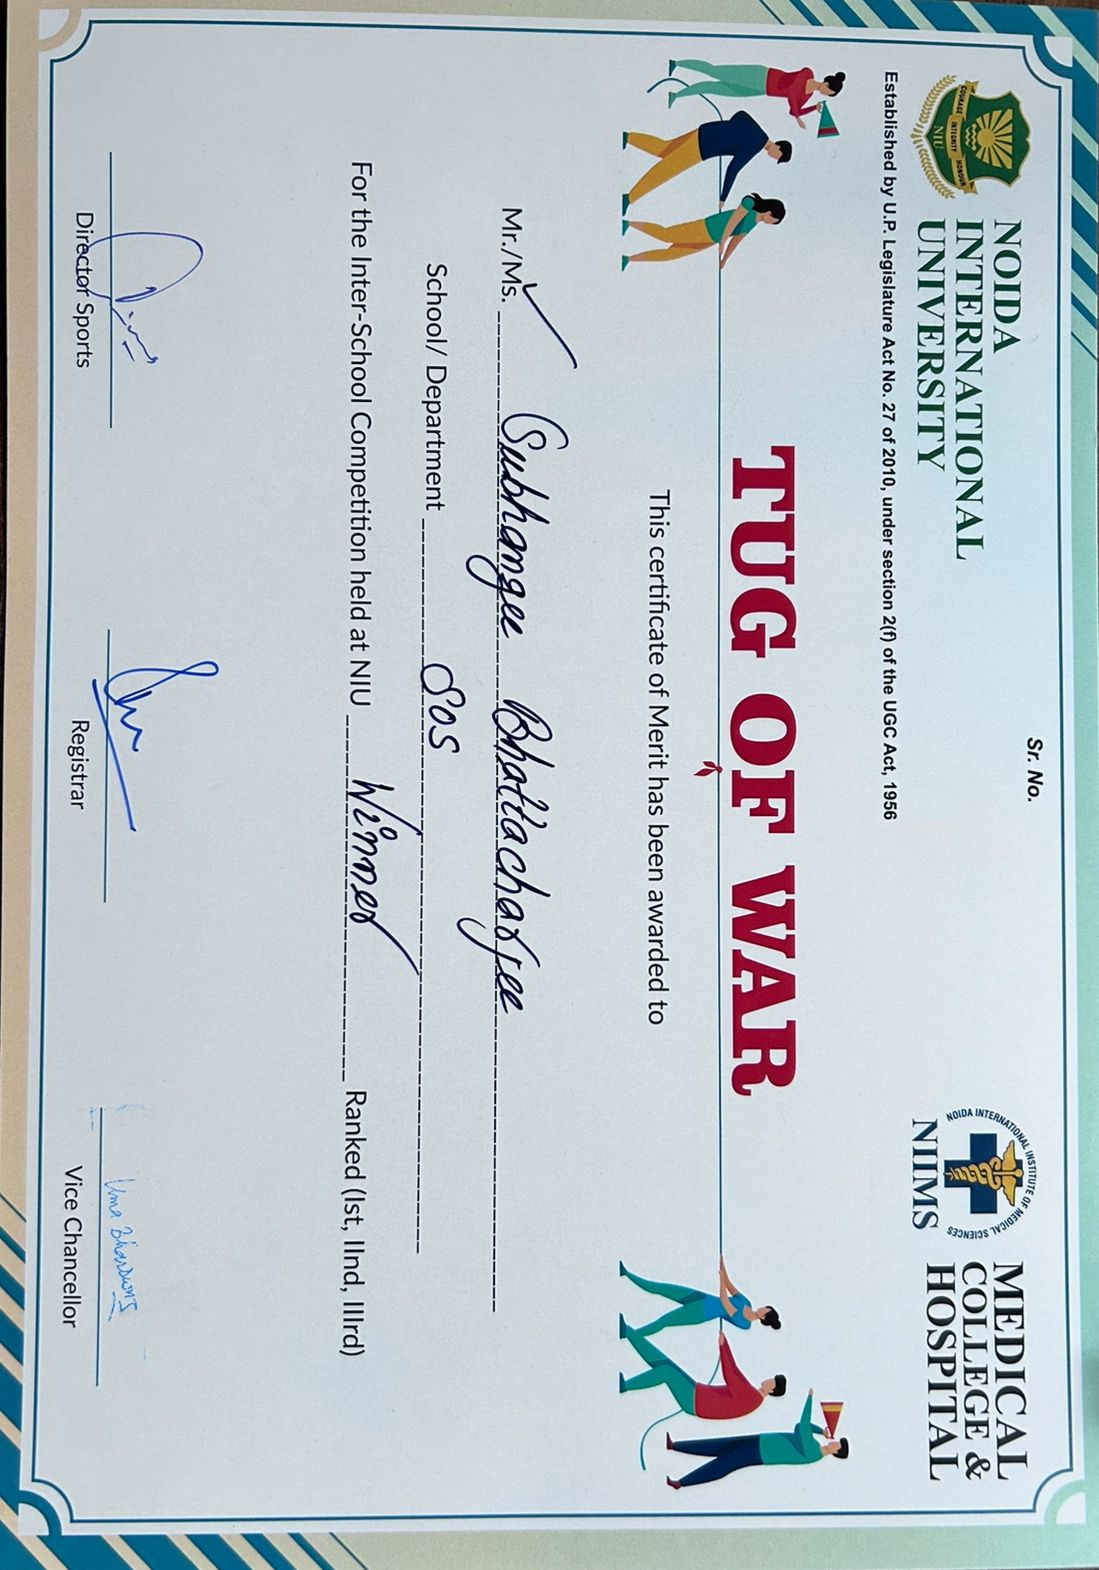 Sr. No.
COURAGE INTEGRITY HONOUR
NIU
NOIDA
INTERNATIONAL
UNIVERSITY
NOIDA INTERNATIONAL INSTITUTE OF MEDICAL SCIENCES
NIIMS
MEDICAL
COLLEGE &
HOSPITAL
Established by U.P. Legislature Act No. 27 of 2010, under section 2(f) of the UGC Act, 1956
TUG OF WAR
This certificate of Merit has been awarded to
Mr./Ms. Subhangee Bhattacharjee
School/ Department SOS
For the Inter-School Competition held at NIU Winner Ranked (Ist, IInd, IIIrd)
Uma Bhardwaj
Director Sports Registrar Vice Chancellor